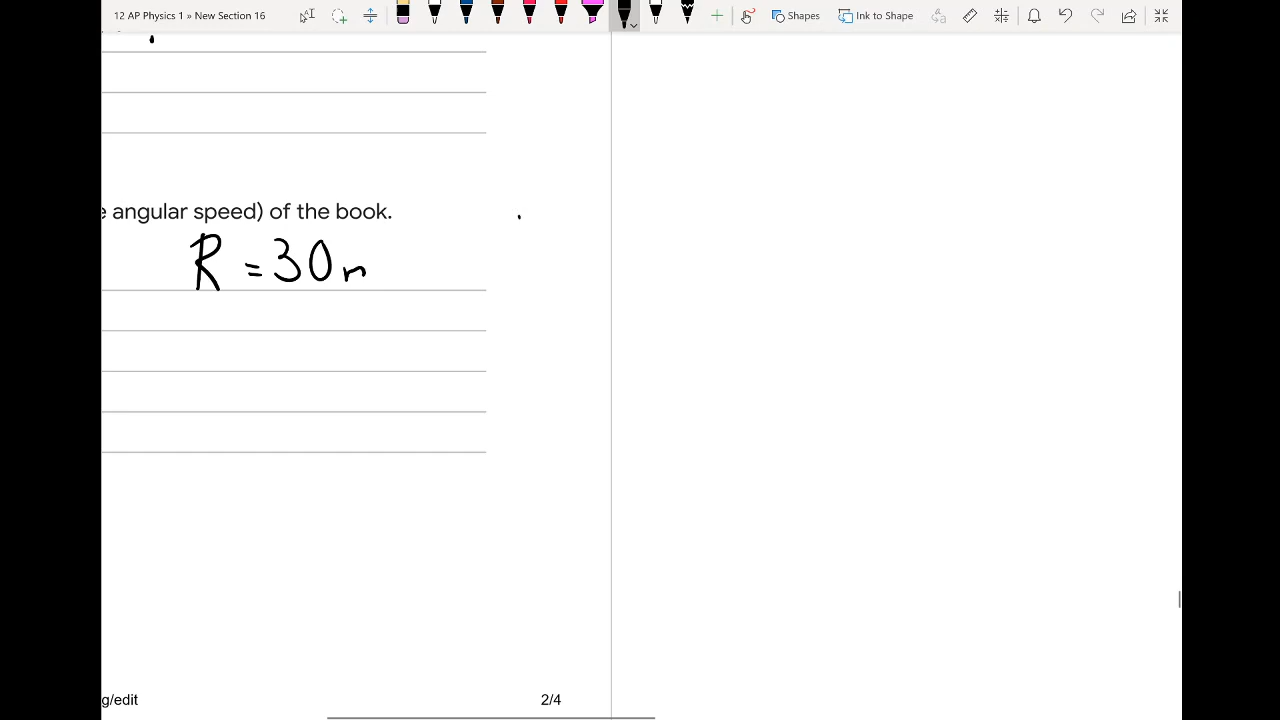 12 AP Physics 1 » New Section 16
Shapes
Ink to Shape
e angular speed) of the book.
R = 30m
g/edit
2/4